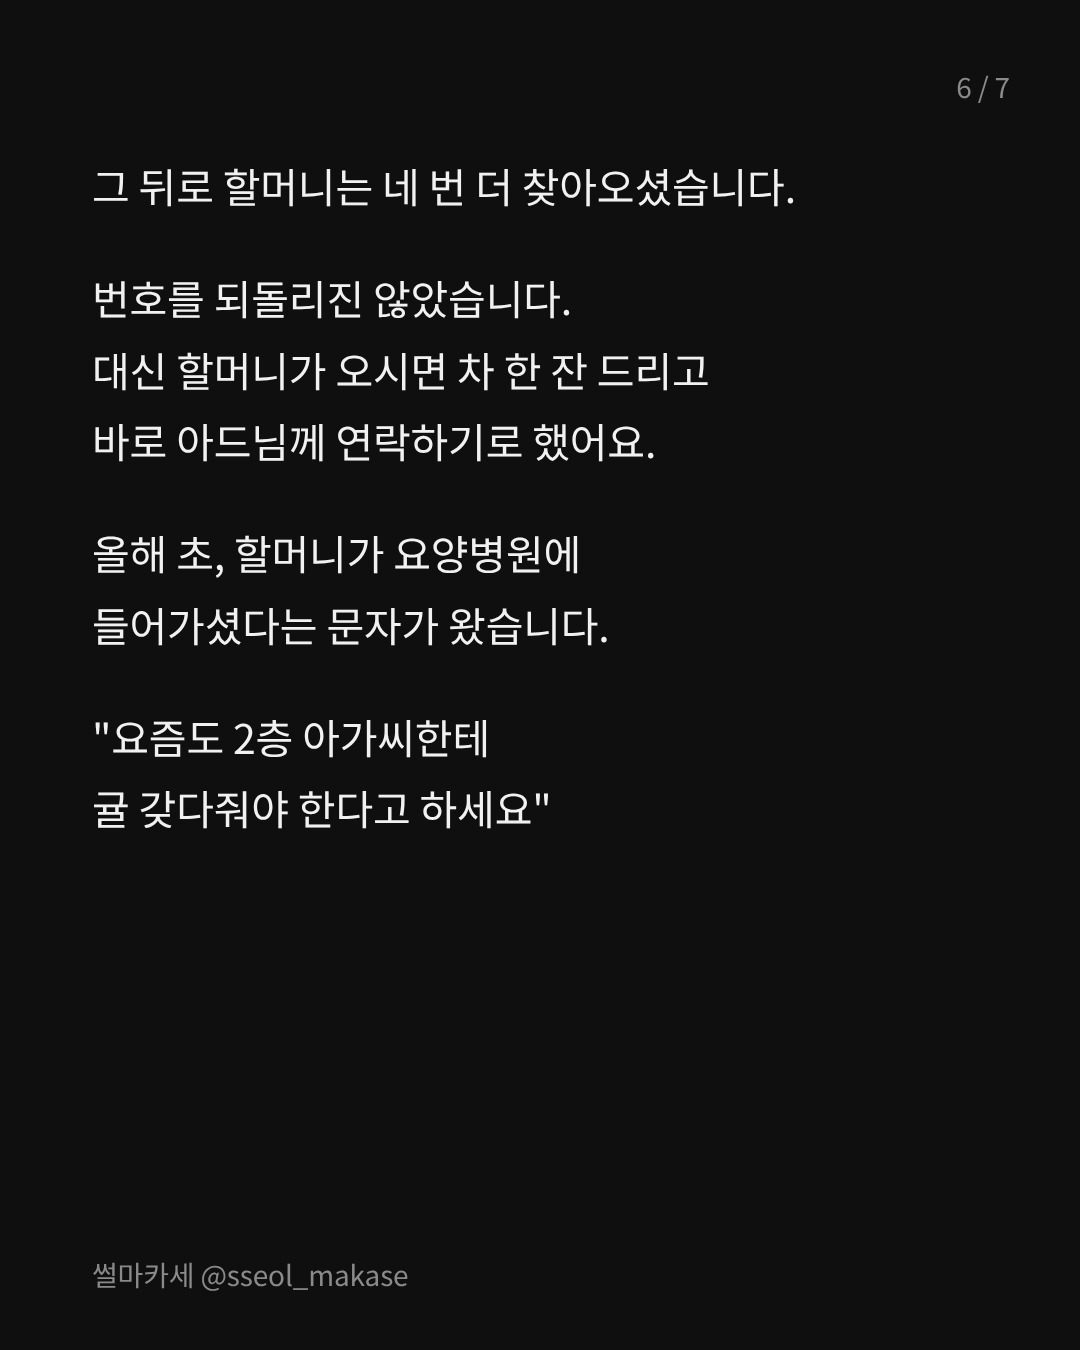 6 / 7
그 뒤로 할머니는 네 번 더 찾아오셨습니다.
번호를 되돌리진 않았습니다.
대신 할머니가 오시면 차 한 잔 드리고
바로 아드님께 연락하기로 했어요.
올해 초, 할머니가 요양병원에
들어가셨다는 문자가 왔습니다.
"요즘도 2층 아가씨한테
귤 갖다줘야 한다고 하세요"
썰마카세 @sseol_makase